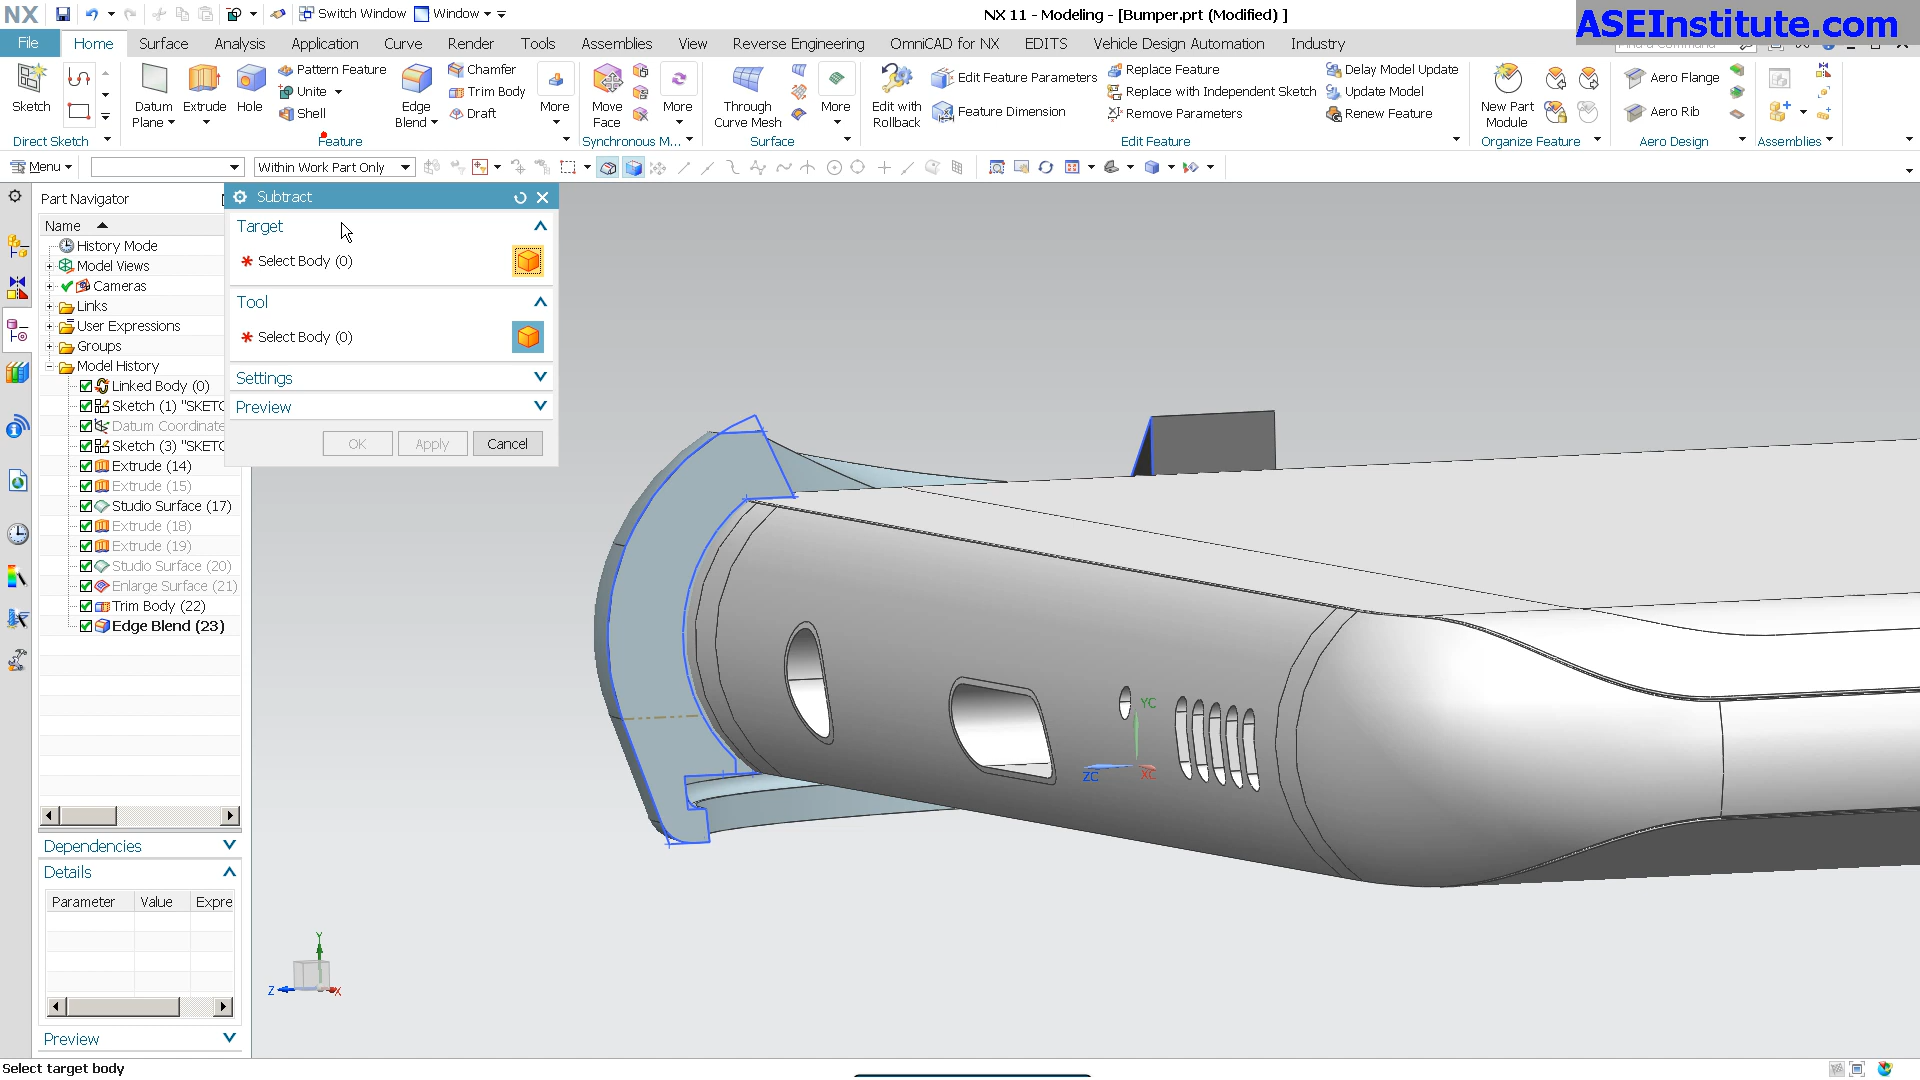 NX
Switch Window
Window
NX 11 - Modeling - [Bumper.prt (Modified) ]
ASEInstitute.com
File
Home
Surface
Analysis
Application
Curve
Render
Tools
Assemblies
View
Reverse Engineering
OmniCAD for NX
EDITS
Vehicle Design Automation
Industry
Sketch
Direct Sketch
Datum
Plane
Extrude
Hole
Pattern Feature
Unite
Shell
Edge
Blend
Chamfer
Trim Body
Draft
More
Feature
Move
Face
More
Synchronous M...
Through
Curve Mesh
More
Surface
Edit with
Rollback
Edit Feature Parameters
Feature Dimension
Replace Feature
Replace with Independent Sketch
Remove Parameters
Delay Model Update
Update Model
Renew Feature
Edit Feature
New Part
Module
Organize Feature
Aero Flange
Aero Rib
Aero Design
Assemblies
Menu
Within Work Part Only
Part Navigator
Name
History Mode
Model Views
Cameras
Links
User Expressions
Groups
Model History
Linked Body (0)
Sketch (1) "SKETC
Datum Coordinate
Sketch (3) "SKETC
Extrude (14)
Extrude (15)
Studio Surface (17)
Extrude (18)
Extrude (19)
Studio Surface (20)
Enlarge Surface (21)
Trim Body (22)
Edge Blend (23)
Dependencies
Details
Parameter
Value
Expre
Preview
Subtract
Target
Select Body (0)
Tool
Select Body (0)
Settings
Preview
OK
Apply
Cancel
YC
ZC
XC
Y
Z
X
Select target body